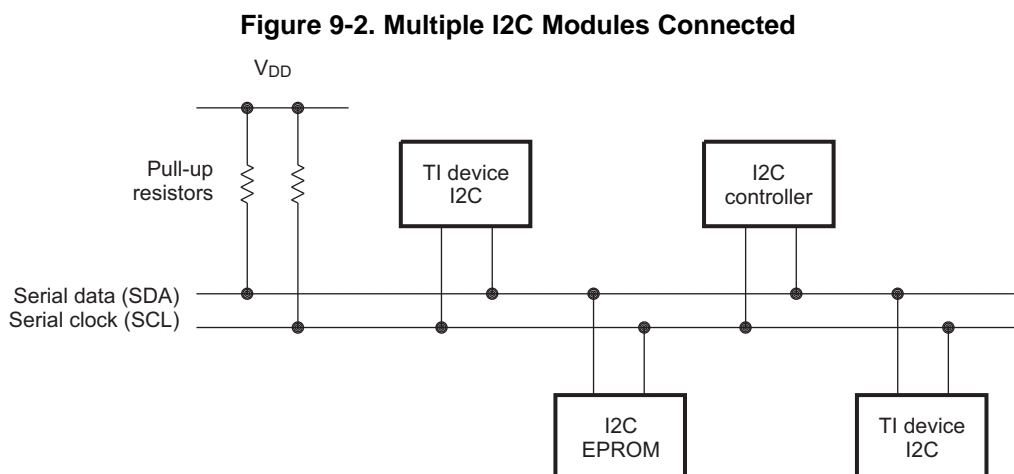 Figure 9-2. Multiple I2C Modules Connected
VDD
Pull-up
resistors
TI device
I2C
I2C
controller
Serial data (SDA)
Serial clock (SCL)
I2C
EPROM
TI device
I2C